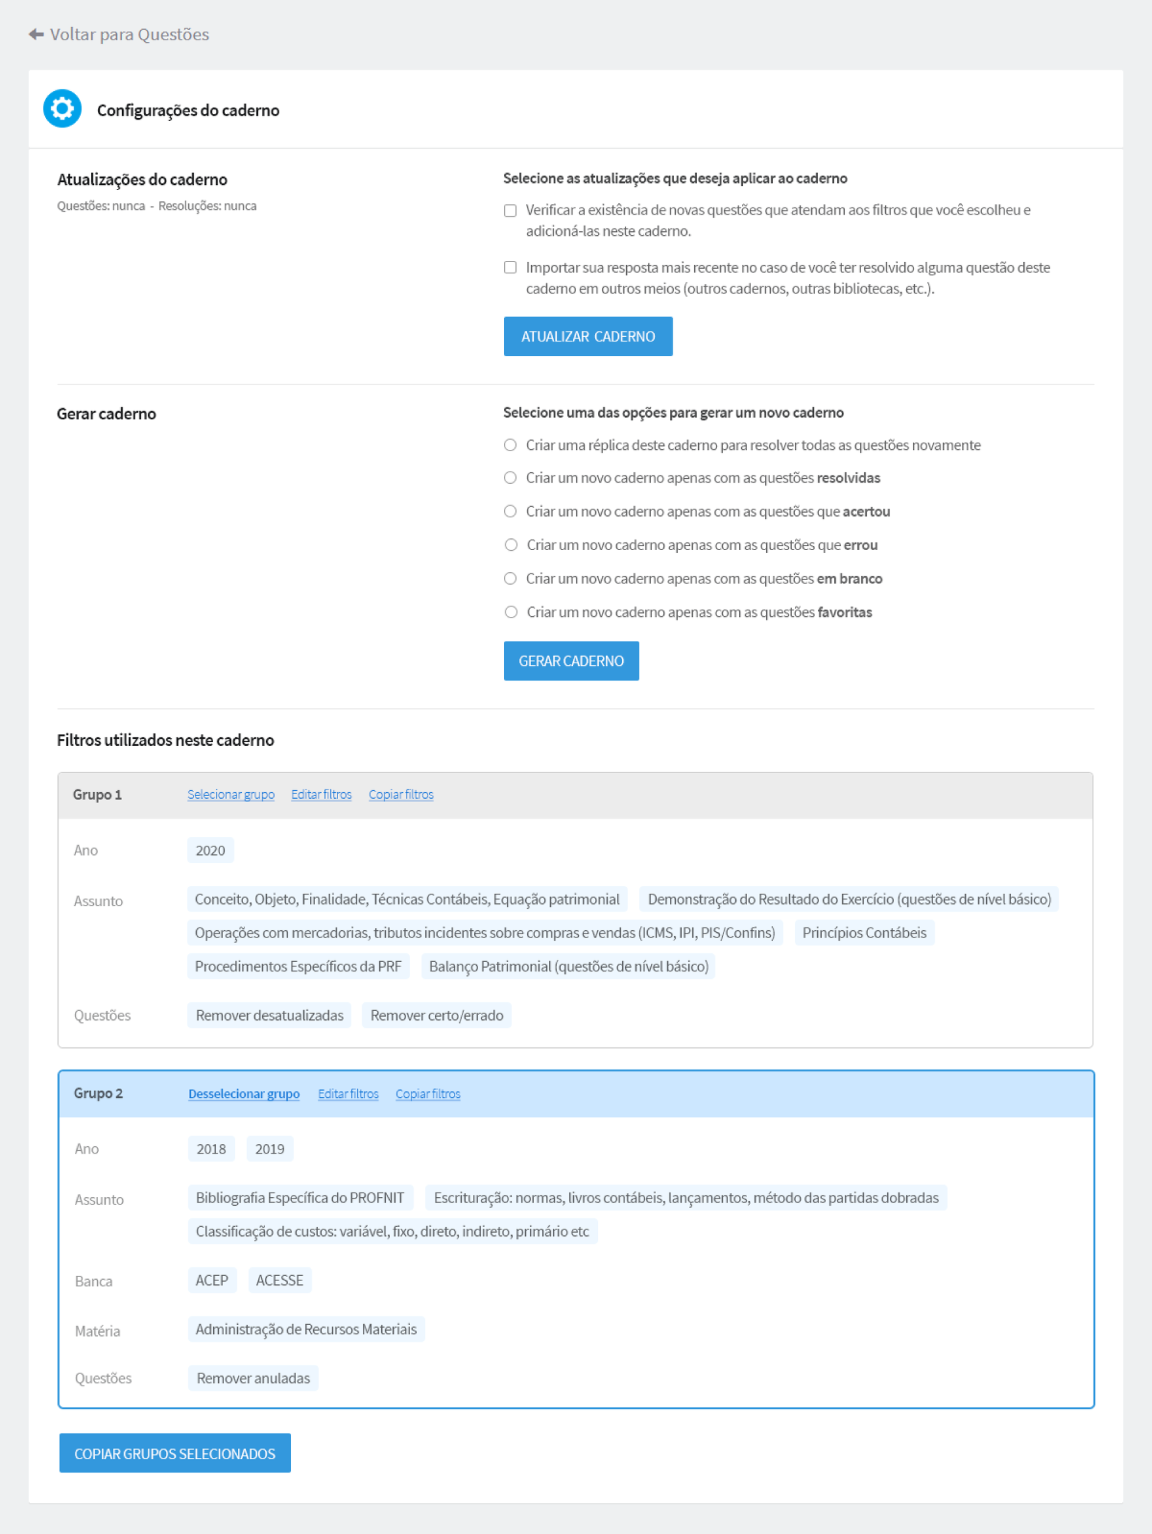 Voltar para Questões
Configurações do caderno
Atualizações do caderno
Questões: nunca - Resoluções: nunca
Selecione as atualizações que deseja aplicar ao caderno
Verificar a existência de novas questões que atendam aos filtros que você escolheu e
adicioná-las neste caderno.
Importar sua resposta mais recente no caso de você ter resolvido alguma questão deste
caderno em outros meios (outros cadernos, outras bibliotecas, etc.).
ATUALIZAR CADERNO
Gerar caderno
Selecione uma das opções para gerar um novo caderno
Criar uma réplica deste caderno para resolver todas as questões novamente
Criar um novo caderno apenas com as questões resolvidas
Criar um novo caderno apenas com as questões que acertou
Criar um novo caderno apenas com as questões que errou
Criar um novo caderno apenas com as questões em branco
Criar um novo caderno apenas com as questões favoritas
GERAR CADERNO
Filtros utilizados neste caderno
Grupo 1 Selecionar grupo Editar filtros Copiar filtros
Ano 2020
Assunto Conceito, Objeto, Finalidade, Técnicas Contábeis, Equação patrimonial Demonstração do Resultado do Exercício (questões de nível básico)
Operações com mercadorias, tributos incidentes sobre compras e vendas (ICMS, IPI, PIS/Confins) Princípios Contábeis
Procedimentos Específicos da PRF Balanço Patrimonial (questões de nível básico)
Questões Remover desatualizadas Remover certo/errado
Grupo 2 Desselecionar grupo Editar filtros Copiar filtros
Ano 2018 2019
Assunto Bibliografia Específica do PROFNIT Escrituração: normas, livros contábeis, lançamentos, método das partidas dobradas
Classificação de custos: variável, fixo, direto, indireto, primário etc
Banca ACEP ACESSE
Matéria Administração de Recursos Materiais
Questões Remover anuladas
COPIAR GRUPOS SELECIONADOS